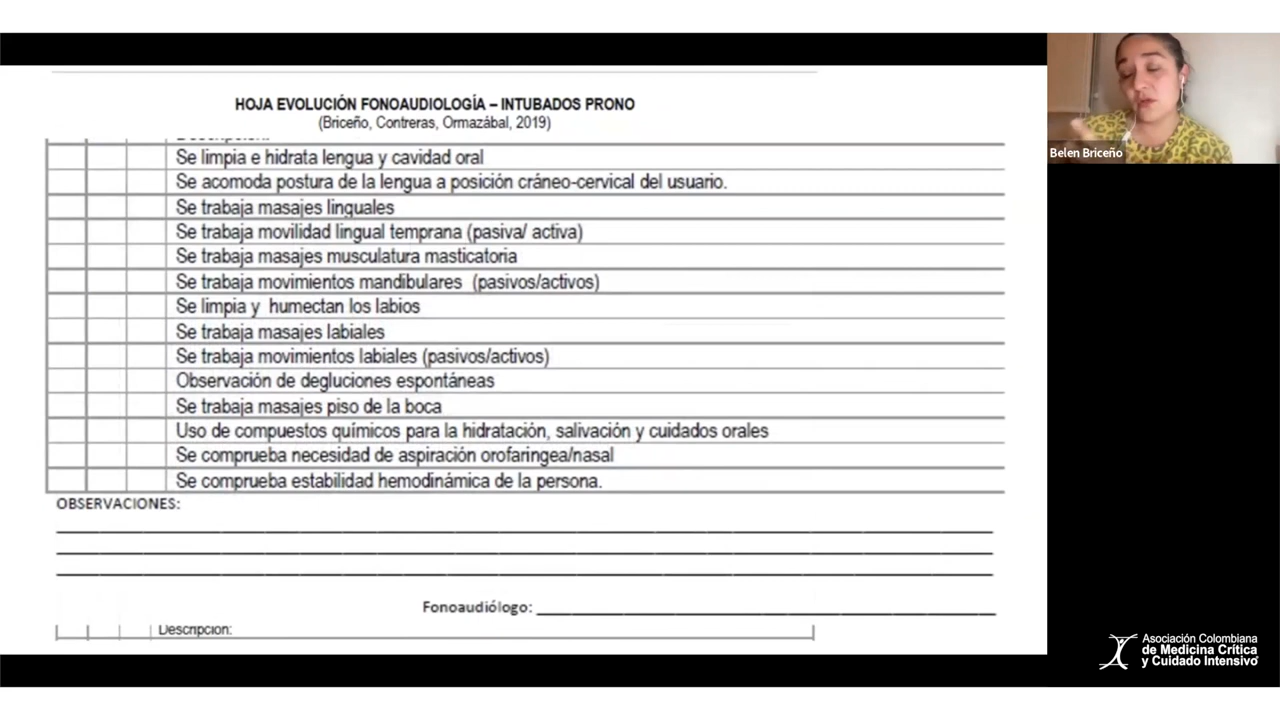 HOJA EVOLUCIÓN FONOAUDIOLOGÍA – INTUBADOS PRONO
(Briceño, Contreras, Ormazábal, 2019)
Descripción:
Se limpia e hidrata lengua y cavidad oral
Se acomoda postura de la lengua a posición cráneo-cervical del usuario.
Se trabaja masajes linguales
Se trabaja movilidad lingual temprana (pasiva/ activa)
Se trabaja masajes musculatura masticatoria
Se trabaja movimientos mandibulares (pasivos/activos)
Se limpia y humectan los labios
Se trabaja masajes labiales
Se trabaja movimientos labiales (pasivos/activos)
Observación de degluciones espontáneas
Se trabaja masajes piso de la boca
Uso de compuestos químicos para la hidratación, salivación y cuidados orales
Se comprueba necesidad de aspiración orofaringea/nasal
Se comprueba estabilidad hemodinámica de la persona.
OBSERVACIONES:
Fonoaudiólogo:
Descripcion:
Belen Briceño
Asociación Colombiana
de Medicina Crítica
y Cuidado Intensivo